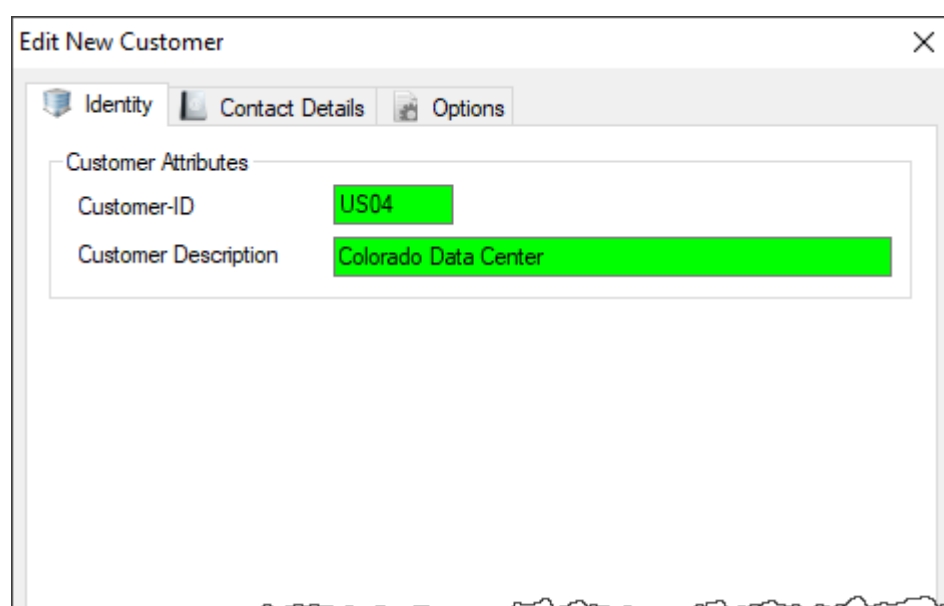 Edit New Customer
Identity Contact Details Options
Customer Attributes
Customer-ID US04
Customer Description Colorado Data Center